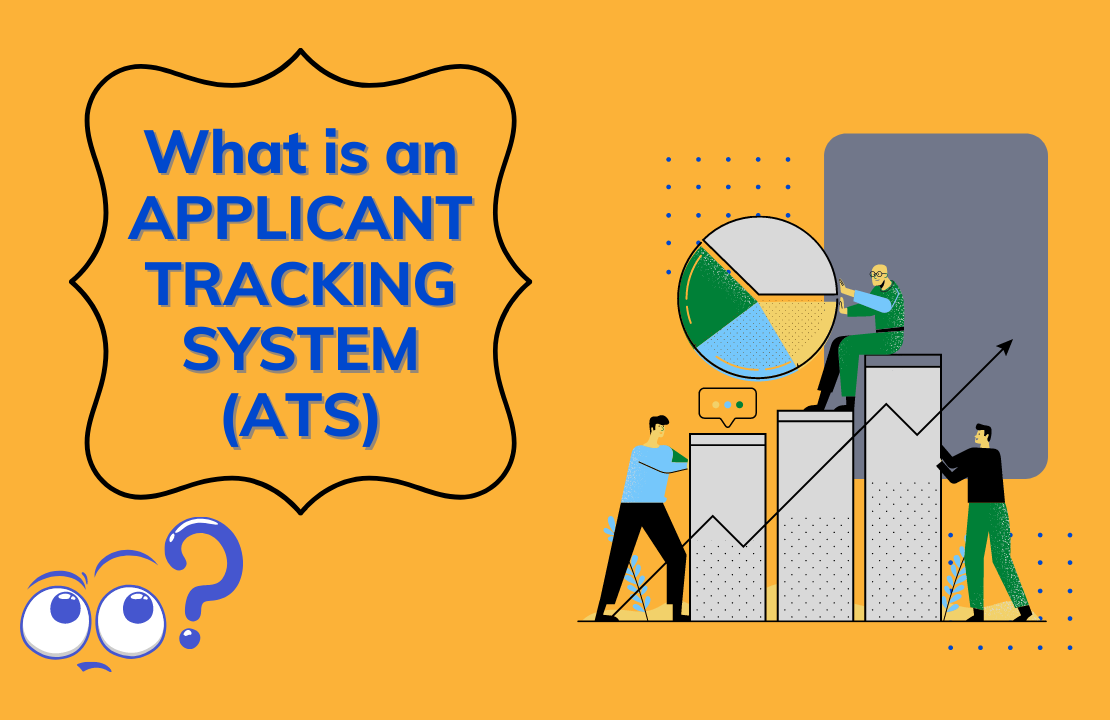 What is an
APPLICANT
TRACKING
SYSTEM
(ATS)
?